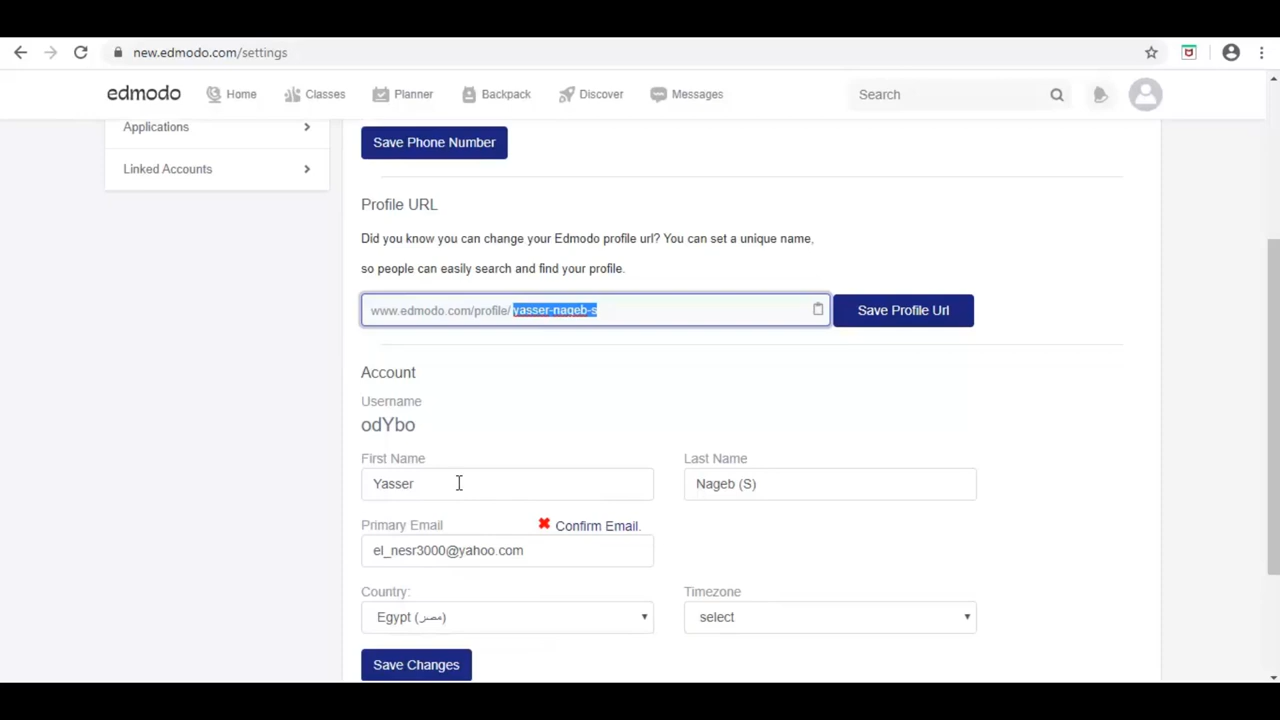 new.edmodo.com/settings
edmodo Home Classes Planner Backpack Discover Messages Search
Applications
Linked Accounts
Save Phone Number
Profile URL
Did you know you can change your Edmodo profile url? You can set a unique name,
so people can easily search and find your profile.
www.edmodo.com/profile/yasser-nageb-s Save Profile Url
Account
Username
odYbo
First Name Last Name
Yasser Nageb (S)
Primary Email ✖ Confirm Email.
el_nesr3000@yahoo.com
Country: Timezone
Egypt (مصر) select
Save Changes